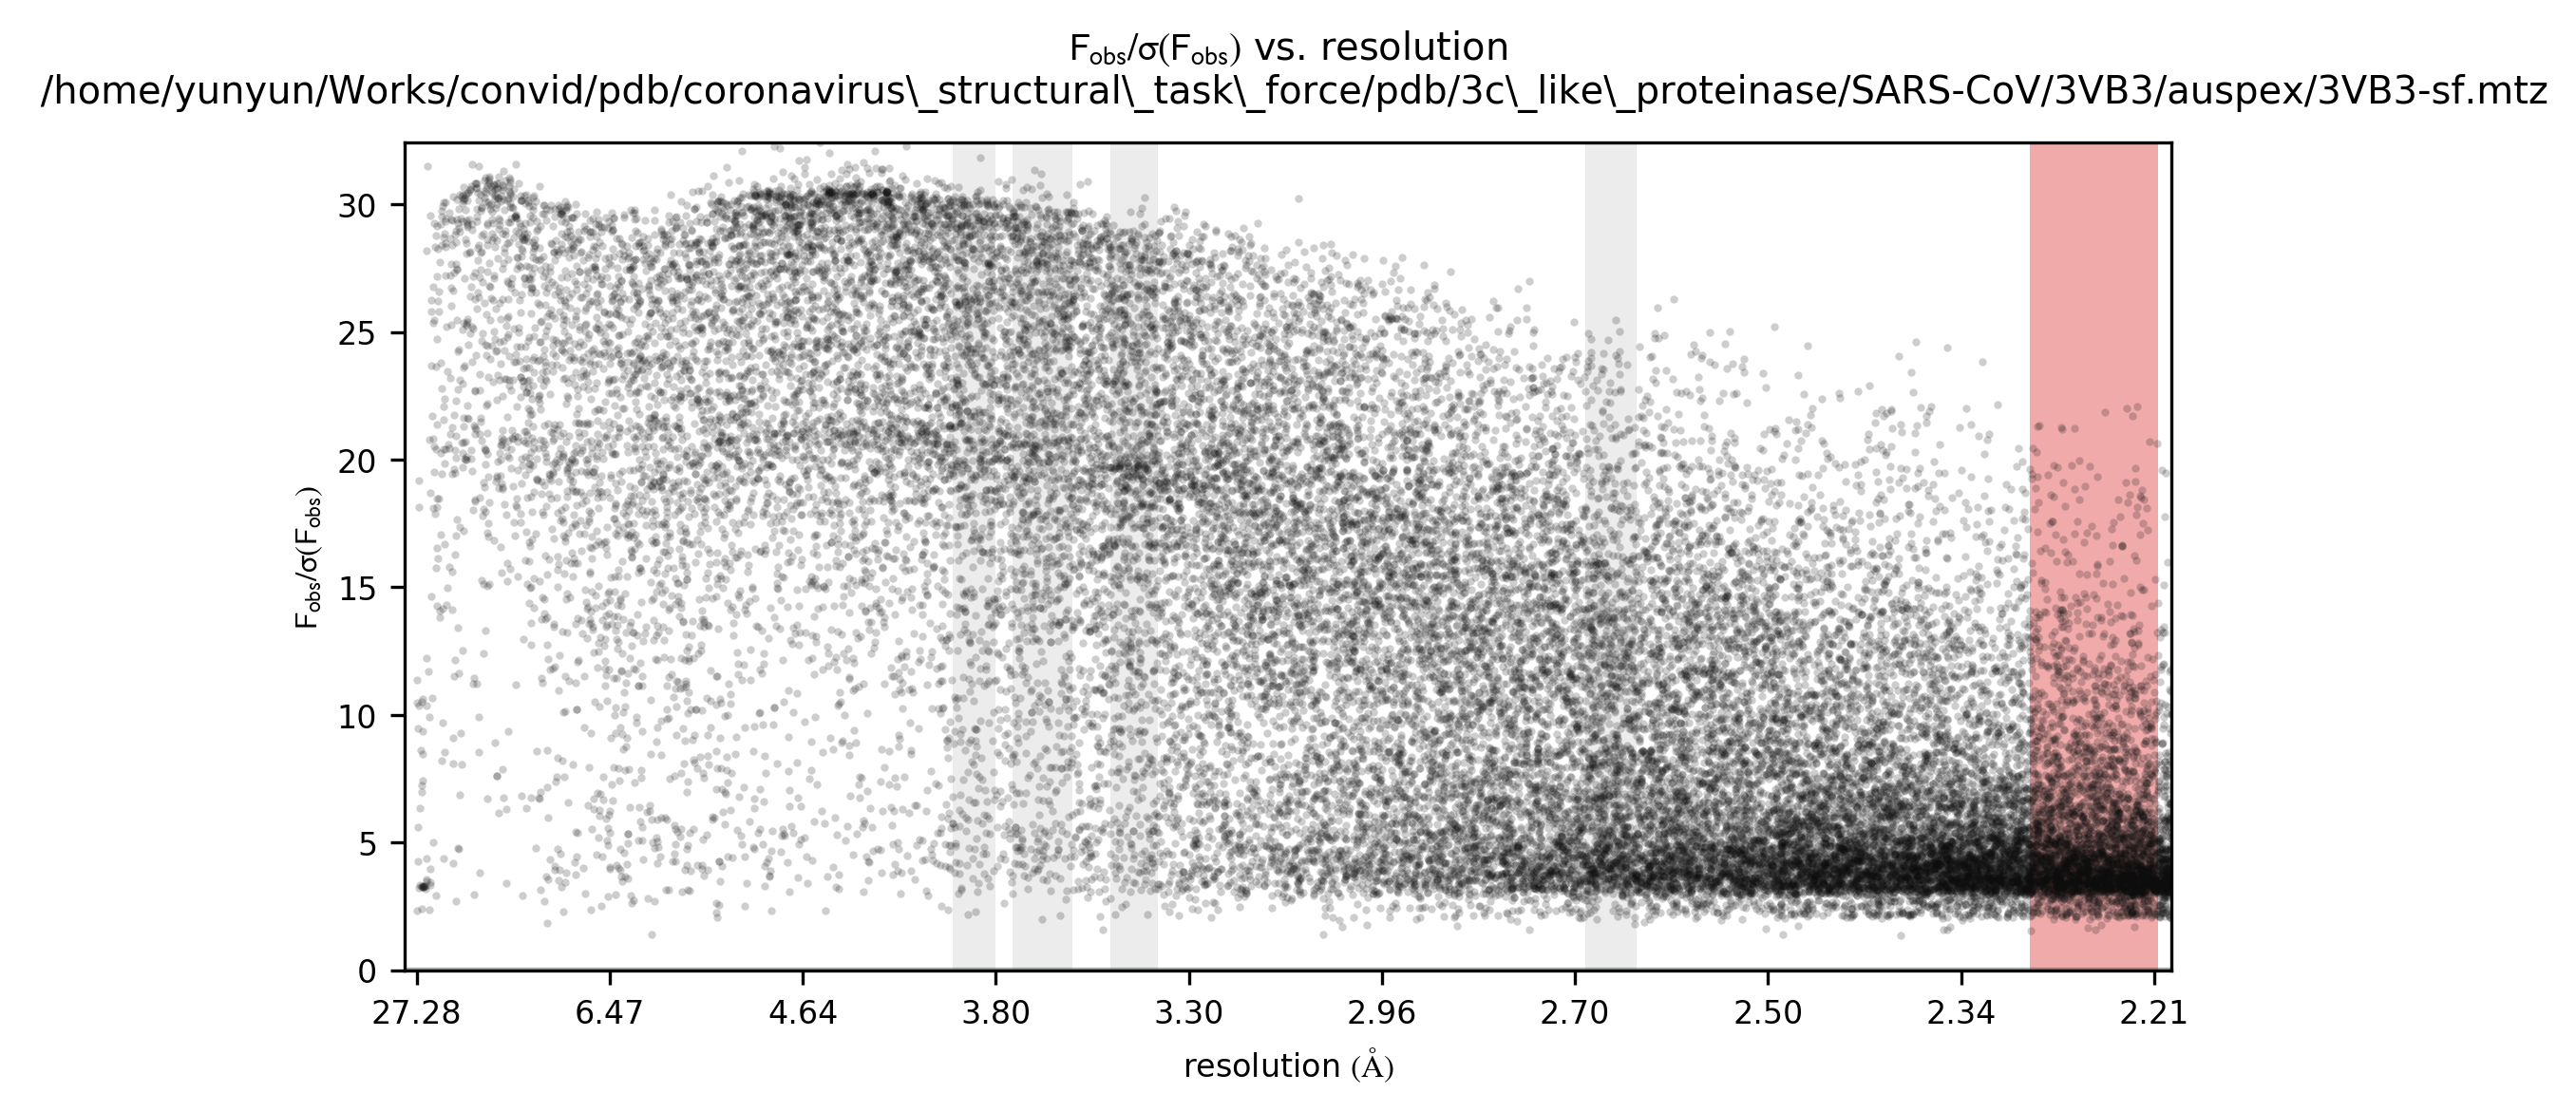 Fobs/σ(Fobs) vs. resolution
/home/yunyun/Works/convid/pdb/coronavirus\_structural\_task\_force/pdb/3c\_like\_proteinase/SARS-CoV/3VB3/auspex/3VB3-sf.mtz
Fobs/σ(Fobs)
30
25
20
15
10
5
0
27.28 6.47 4.64 3.80 3.30 2.96 2.70 2.50 2.34 2.21
resolution (Å)